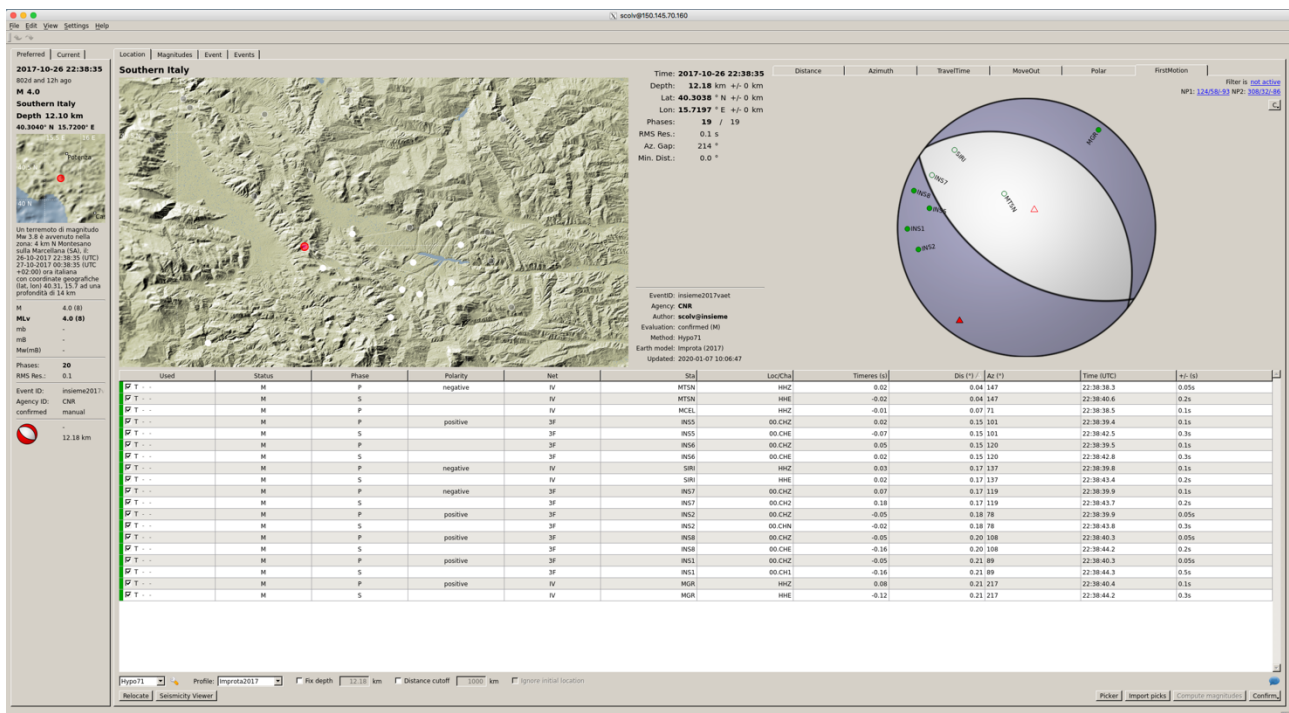 scolv@150.145.70.160
File Edit View Settings Help
Preferred Current
2017-10-26 22:38:35
802d and 12h ago
M 4.0
Southern Italy
Depth 12.10 km
40.3040° N 15.7200° E
Potenza
40 N
Un terremoto di magnitudo
Mw 3.8 è avvenuto nella
zona: 4 km N Montesano
sulla Marcellana (SA), il:
26-10-2017 22:38:35 (UTC)
27-10-2017 00:38:35 (UTC
+02:00) ora italiana
con coordinate geografiche
(lat, lon) 40.31, 15.7 ad una
profondità di 14 km
M 4.0 (8)
MLv 4.0 (8)
mb -
mB -
Mw(mB) -
Phases: 20
RMS Res.: 0.1
Event ID: insieme2017
Agency ID: CNR
confirmed manual
-
12.18 km
Location Magnitudes Event Events
Southern Italy
Time: 2017-10-26 22:38:35
Depth: 12.18 km +/- 0 km
Lat: 40.3038 ° N +/- 0 km
Lon: 15.7197 ° E +/- 0 km
Phases: 19 / 19
RMS Res.: 0.1 s
Az. Gap: 214 °
Min. Dist.: 0.0 °
EventID: insieme2017vaet
Agency: CNR
Author: scolv@insieme
Evaluation: confirmed (M)
Method: Hypo71
Earth model: Improta (2017)
Updated: 2020-01-07 10:06:47
Distance Azimuth TravelTime MoveOut Polar FirstMotion
Filter is not active
NP1: 124/58/-93 NP2: 308/32/-86
MGR
SIRI
INS7
INS8
MTSN
INS1
INS2
Used Status Phase Polarity Net Sta Loc/Cha Timeres (s) Dis (°) / Az (°) Time (UTC) +/- (s)
T - - M P negative IV MTSN HHZ 0.02 0.04 147 22:38:38.3 0.05s
T - - M S IV MTSN HHE -0.02 0.04 147 22:38:40.6 0.2s
T - - M P IV MCEL HHZ -0.01 0.07 71 22:38:38.5 0.1s
T - - M P positive 3F INS5 00.CHZ 0.02 0.15 101 22:38:39.4 0.1s
T - - M S 3F INS5 00.CHE -0.07 0.15 101 22:38:42.5 0.3s
T - - M P 3F INS6 00.CHZ 0.05 0.15 120 22:38:39.5 0.1s
T - - M S 3F INS6 00.CHE 0.02 0.15 120 22:38:42.8 0.3s
T - - M P negative IV SIRI HHZ 0.03 0.17 137 22:38:39.8 0.1s
T - - M S IV SIRI HHE 0.02 0.17 137 22:38:43.4 0.2s
T - - M P negative 3F INS7 00.CHZ 0.07 0.17 119 22:38:39.9 0.1s
T - - M S 3F INS7 00.CH2 0.18 0.17 119 22:38:43.7 0.2s
T - - M P positive 3F INS2 00.CHZ -0.05 0.18 78 22:38:39.9 0.05s
T - - M S 3F INS2 00.CHN -0.02 0.18 78 22:38:43.8 0.3s
T - - M P positive 3F INS8 00.CHZ -0.05 0.20 108 22:38:40.3 0.05s
T - - M S 3F INS8 00.CHE -0.16 0.20 108 22:38:44.2 0.2s
T - - M P positive 3F INS1 00.CHZ -0.05 0.21 89 22:38:40.3 0.05s
T - - M S 3F INS1 00.CH1 -0.16 0.21 89 22:38:44.3 0.5s
T - - M P positive IV MGR HHZ 0.08 0.21 217 22:38:40.4 0.1s
T - - M S IV MGR HHE -0.12 0.21 217 22:38:44.2 0.3s
Hypo71 Profile: Improta2017 Fix depth 12.18 km Distance cutoff 1000 km Ignore initial location
Relocate Seismicity Viewer Picker Import picks Compute magnitudes Confirm